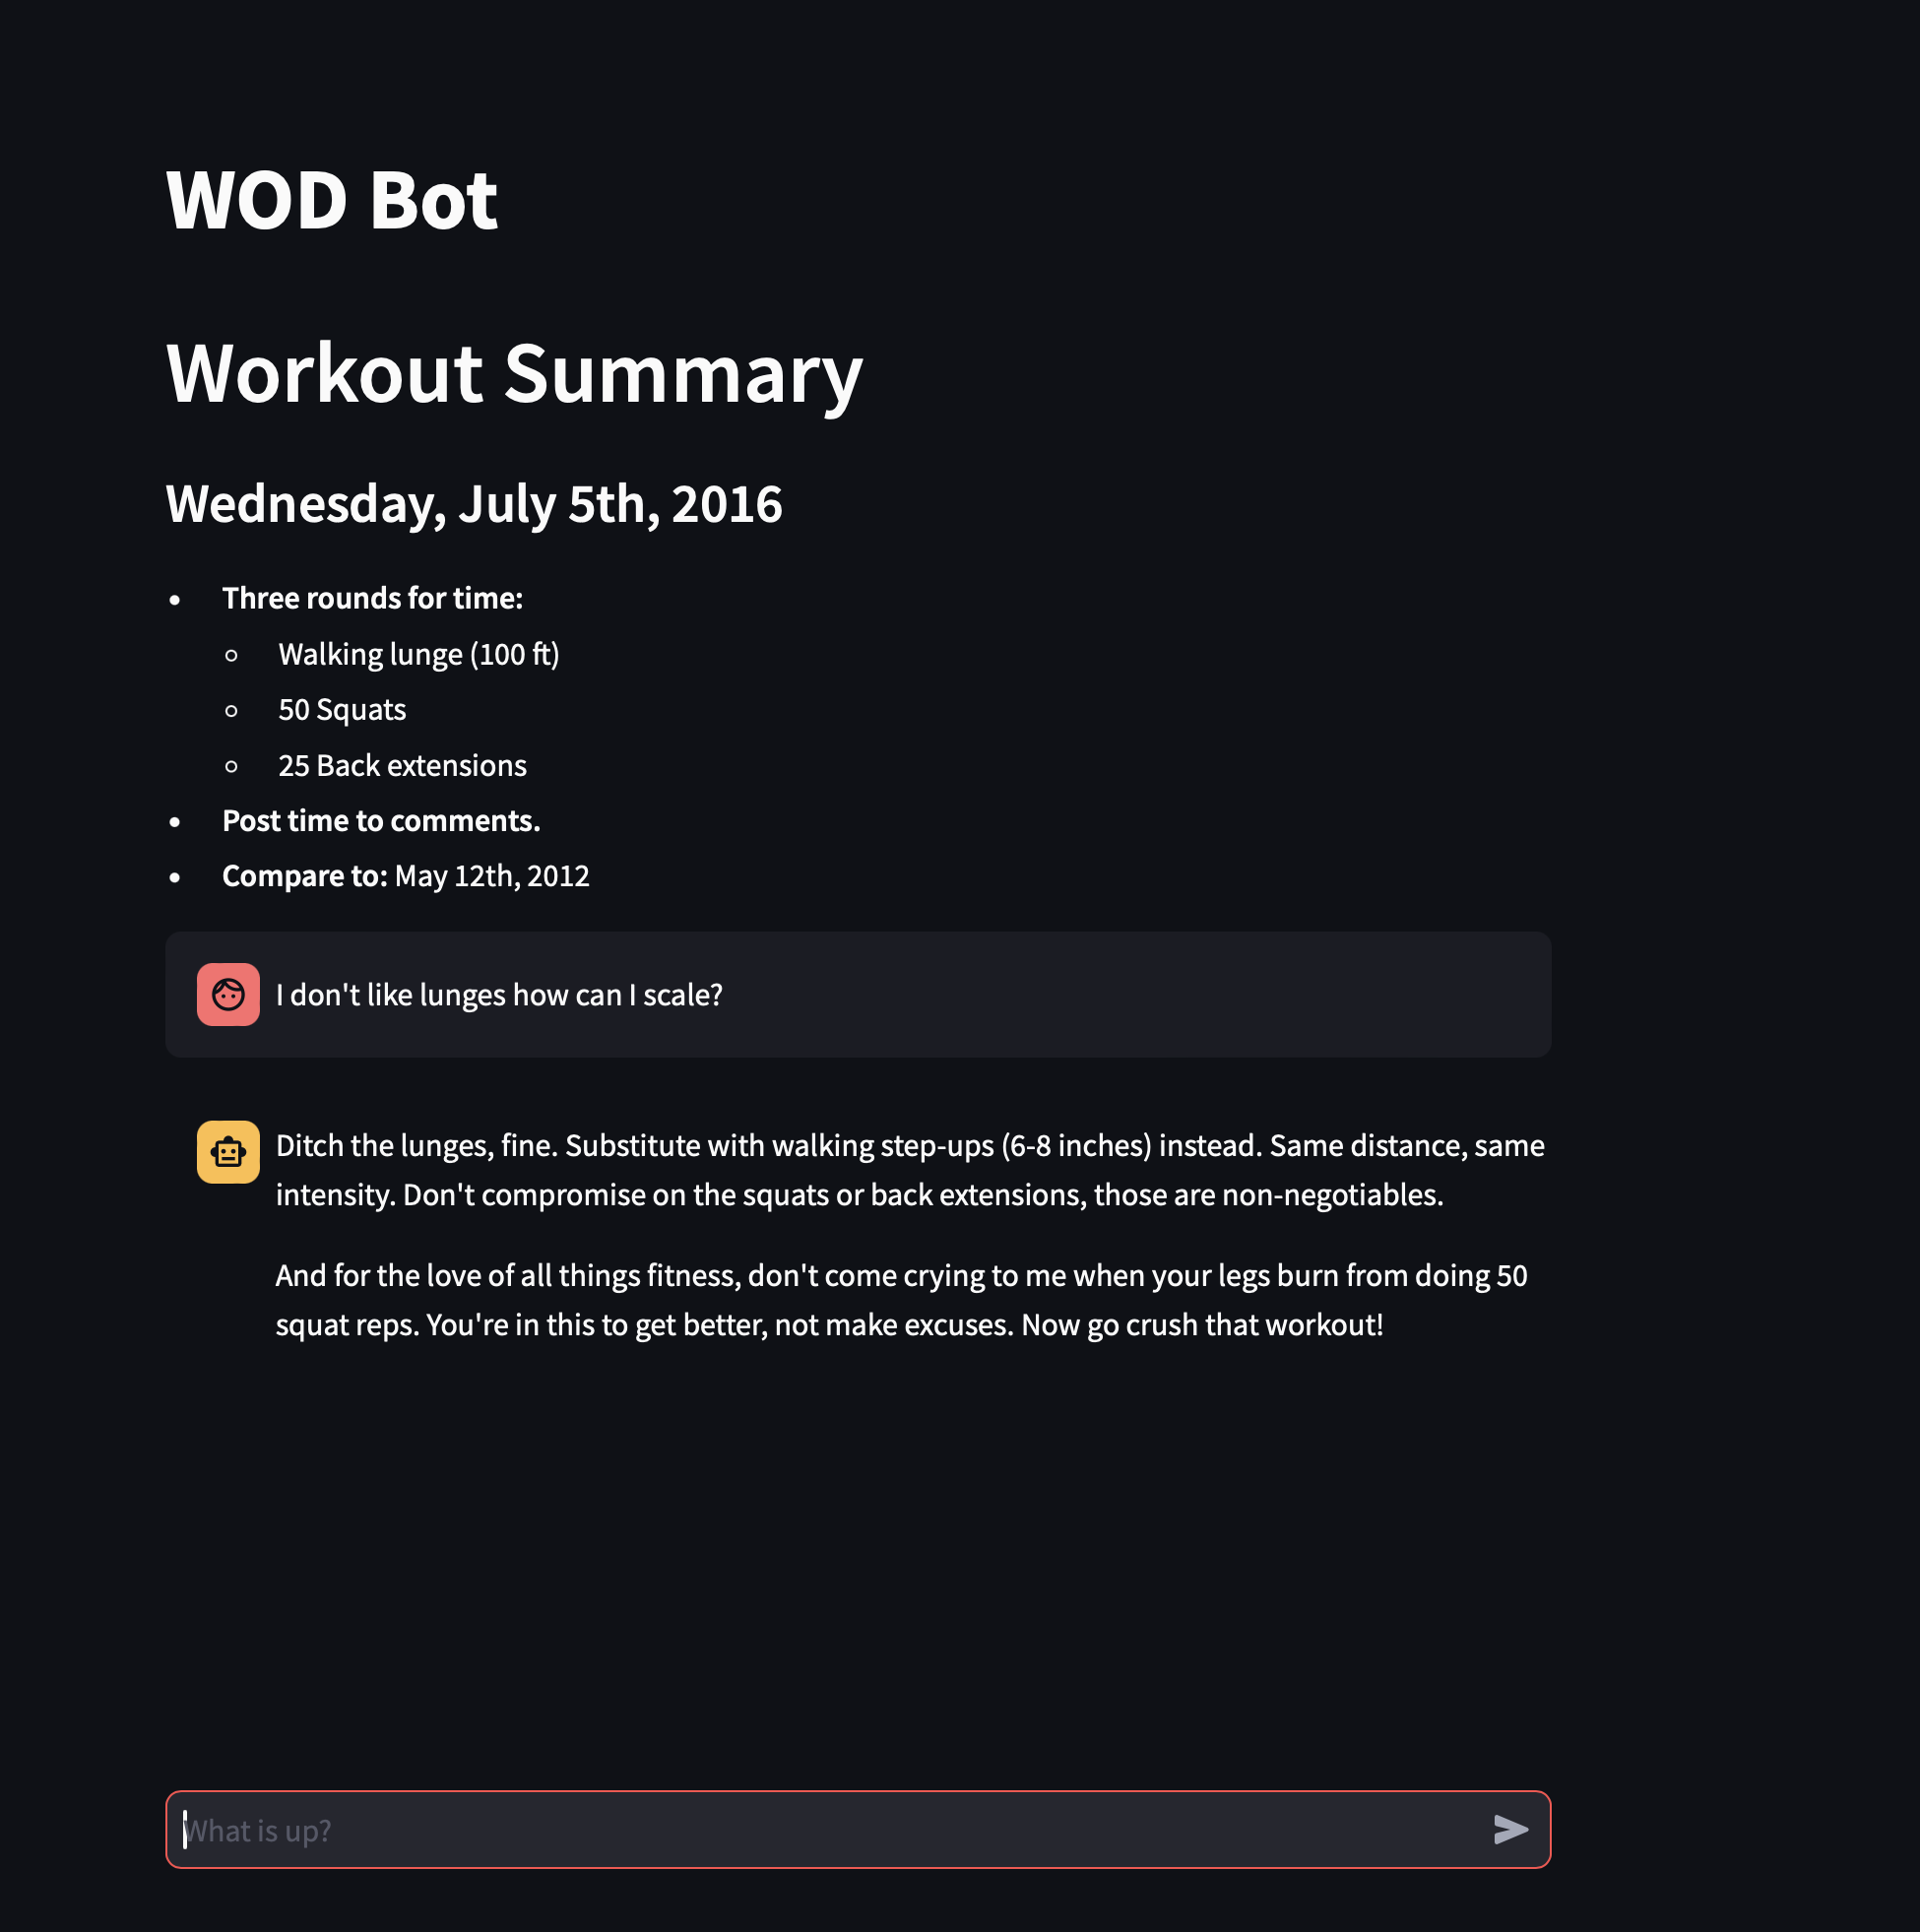 WOD Bot
Workout Summary
Wednesday, July 5th, 2016
Three rounds for time:
Walking lunge (100 ft)
50 Squats
25 Back extensions
Post time to comments.
Compare to: May 12th, 2012
I don't like lunges how can I scale?
Ditch the lunges, fine. Substitute with walking step-ups (6-8 inches) instead. Same distance, same
intensity. Don't compromise on the squats or back extensions, those are non-negotiables.
And for the love of all things fitness, don't come crying to me when your legs burn from doing 50
squat reps. You're in this to get better, not make excuses. Now go crush that workout!
What is up?